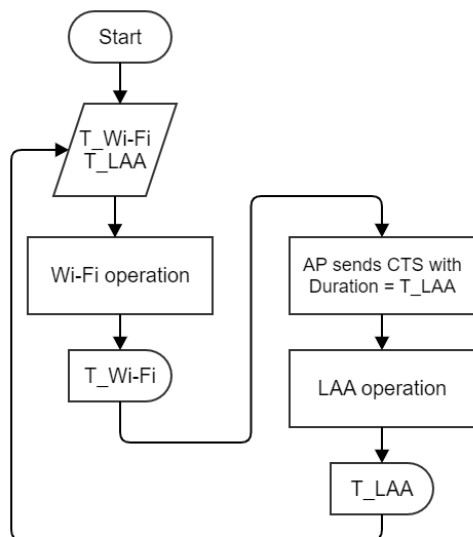 Start
T_Wi-Fi
T_LAA
Wi-Fi operation
T_Wi-Fi
AP sends CTS with
Duration = T_LAA
LAA operation
T_LAA